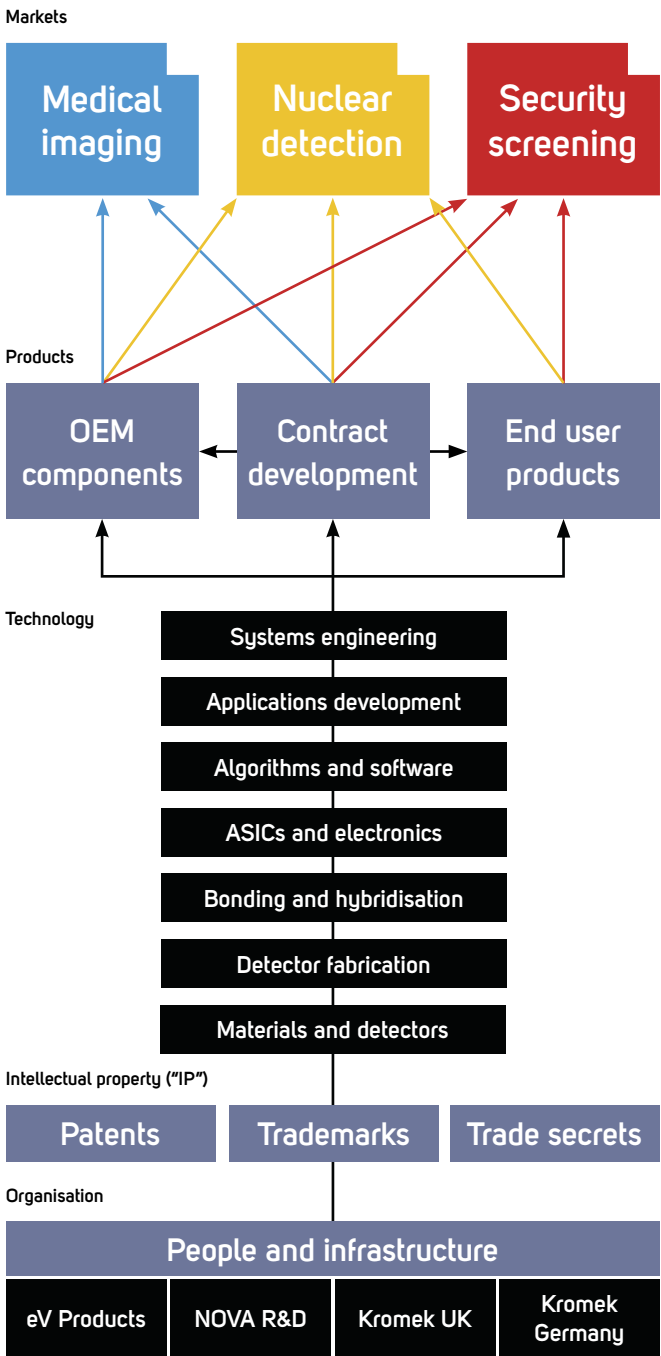 Markets
Medical
imaging
Nuclear
detection
Security
screening
Products
OEM
components
Contract
development
End user
products
Technology
Systems engineering
Applications development
Algorithms and software
ASICs and electronics
Bonding and hybridisation
Detector fabrication
Materials and detectors
Intellectual property (“IP”)
Patents
Trademarks
Trade secrets
Organisation
People and infrastructure
eV Products
NOVA R&D
Kromek UK
Kromek
Germany